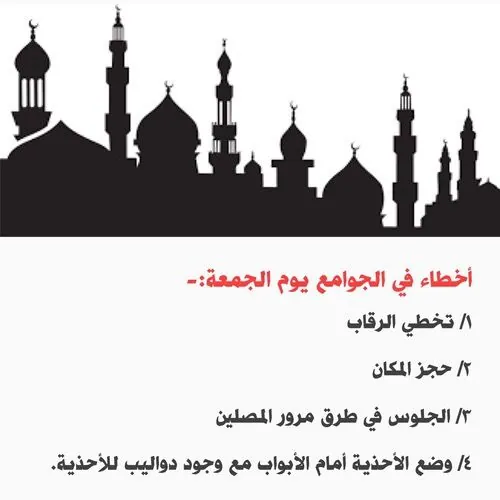 أخطاء في الجوامع يوم الجمعة:-
١/ تخطي الرقاب
٢/ حجز المكان
٣/ الجلوس في طرق مرور المصلين
٤/ وضع الأحذية أمام الأبواب مع وجود دواليب للأحذية.